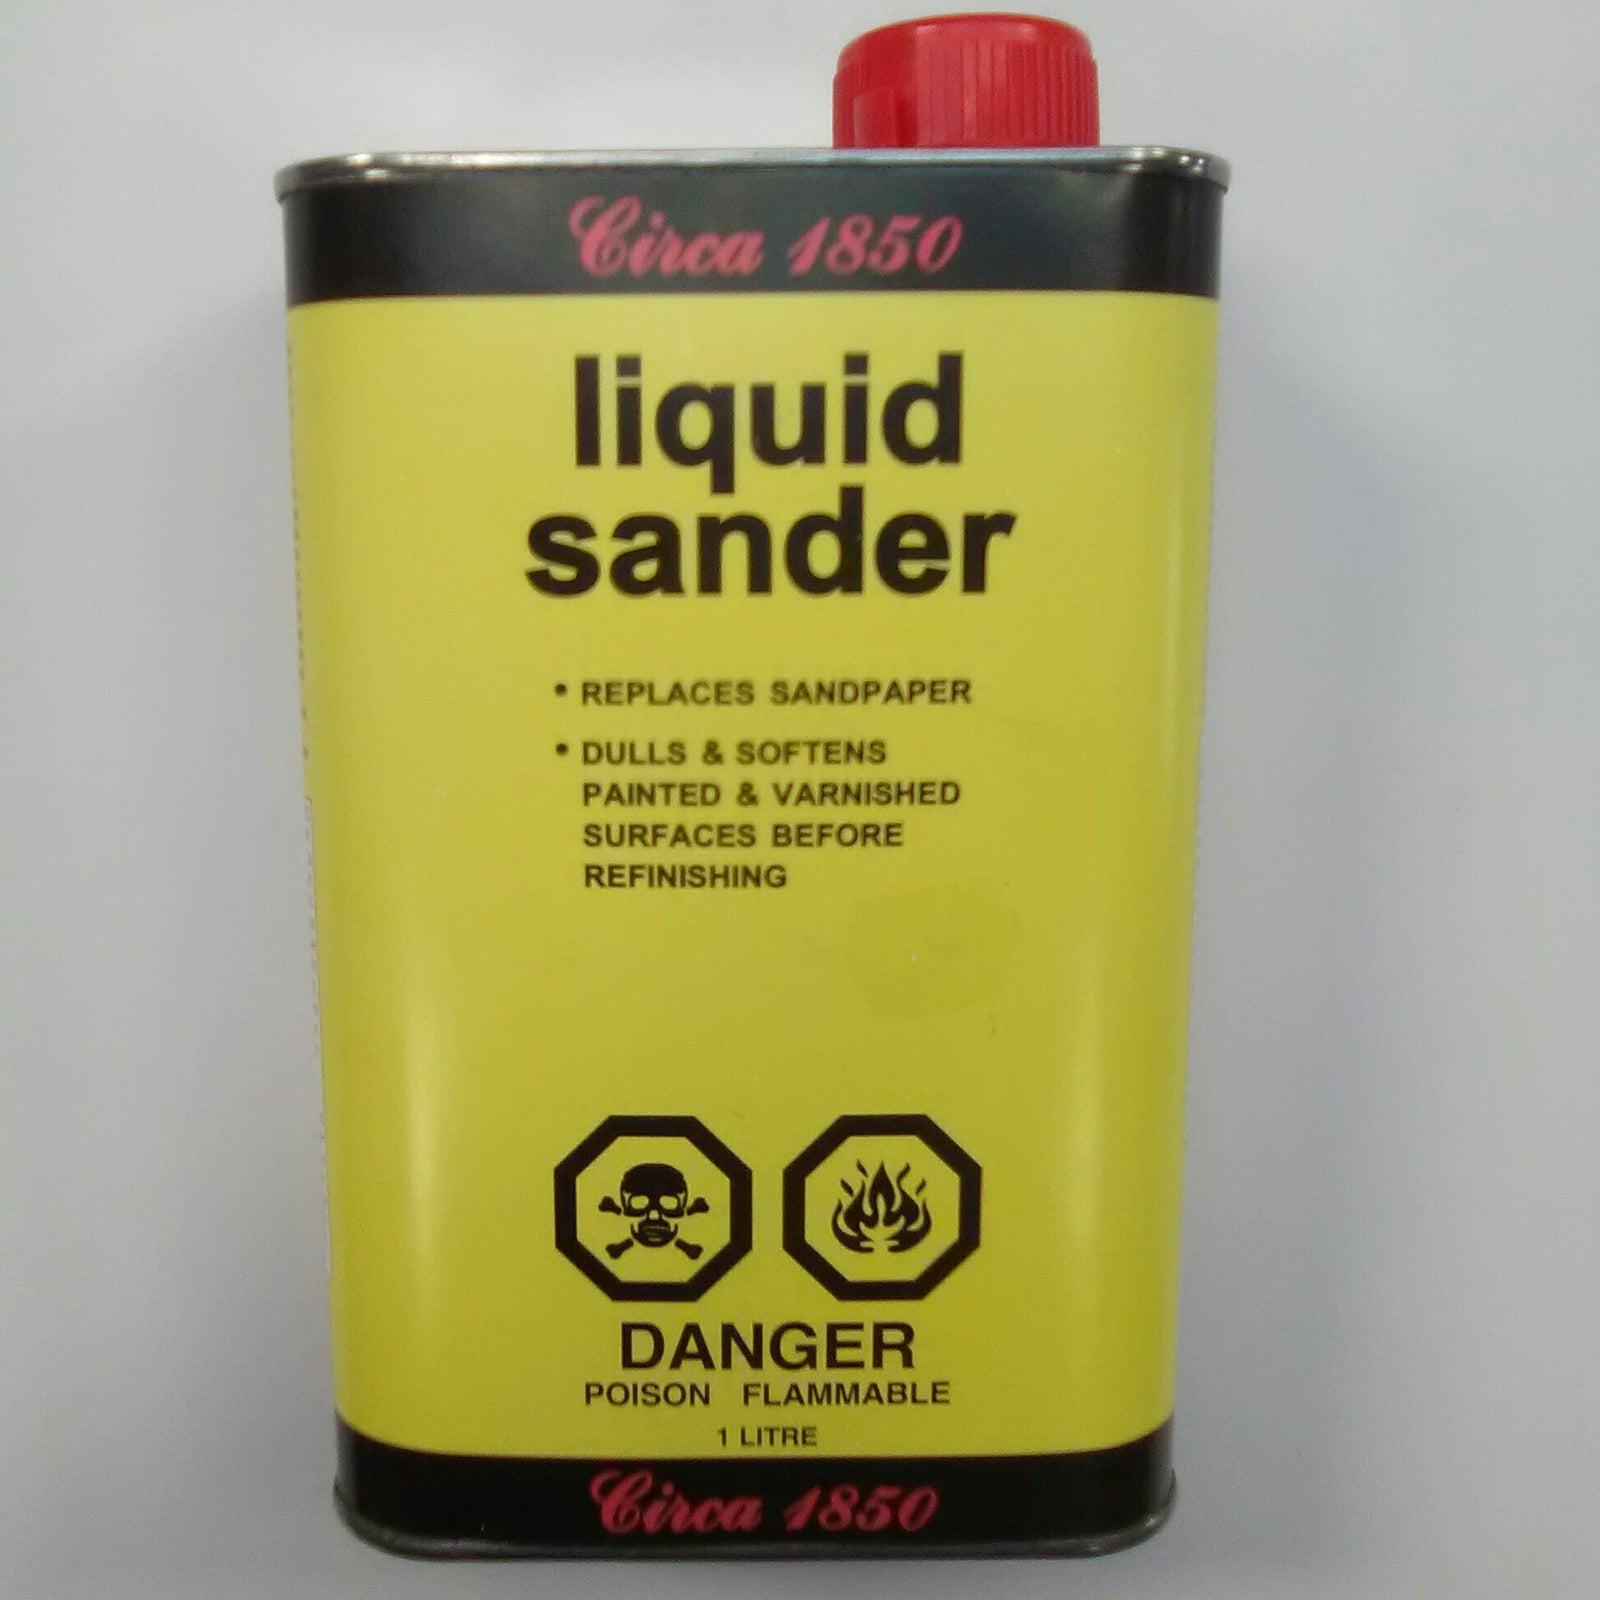 Circa 1850
liquid
sander
• REPLACES SANDPAPER
• DULLS & SOFTENS
PAINTED & VARNISHED
SURFACES BEFORE
REFINISHING
DANGER
POISON FLAMMABLE
1 LITRE
Circa 1850